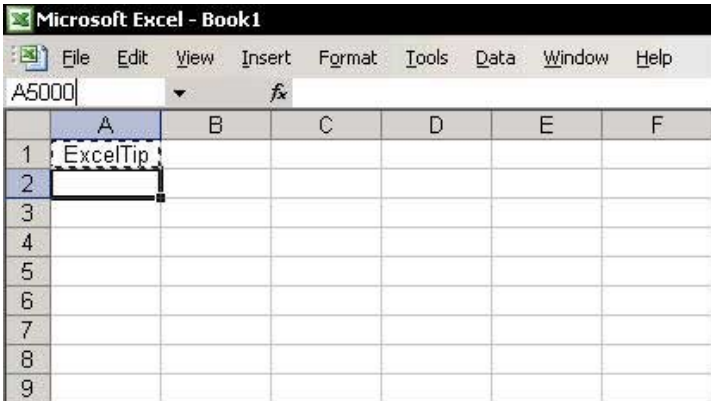 Microsoft Excel - Book1
File Edit View Insert Format Tools Data Window Help
A5000 fx
A B C D E F
1 ExcelTip
2
3
4
5
6
7
8
9